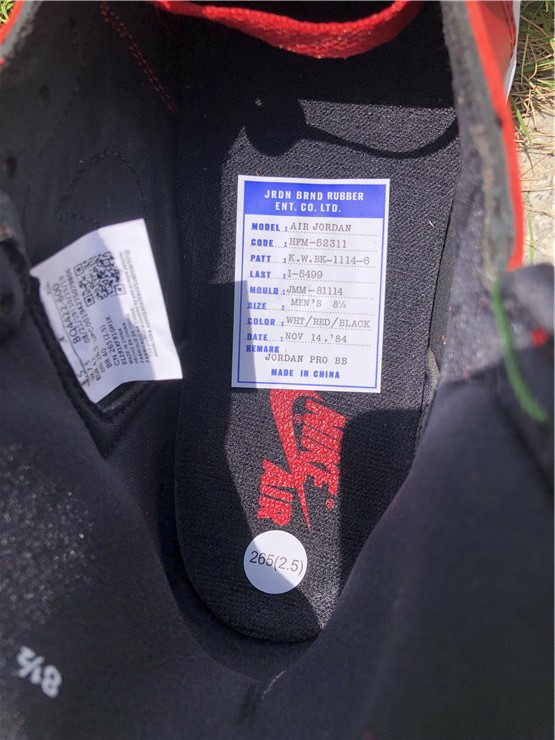 JRDN BRND RUBBER
ENT. CO. LTD.
MODEL : AIR JORDAN
CODE : HFM-52311
PATT : K.W.BK-1114-6
LAST : 1-5499
MOULD : JMM-81114
SIZE : MEN'S 8½
COLOR : WHT/RED/BLACK
DATE : NOV 14.'84
REMARK :
JORDAN PRO BB
MADE IN CHINA
NIKE
AIR
265(2.5)
8½